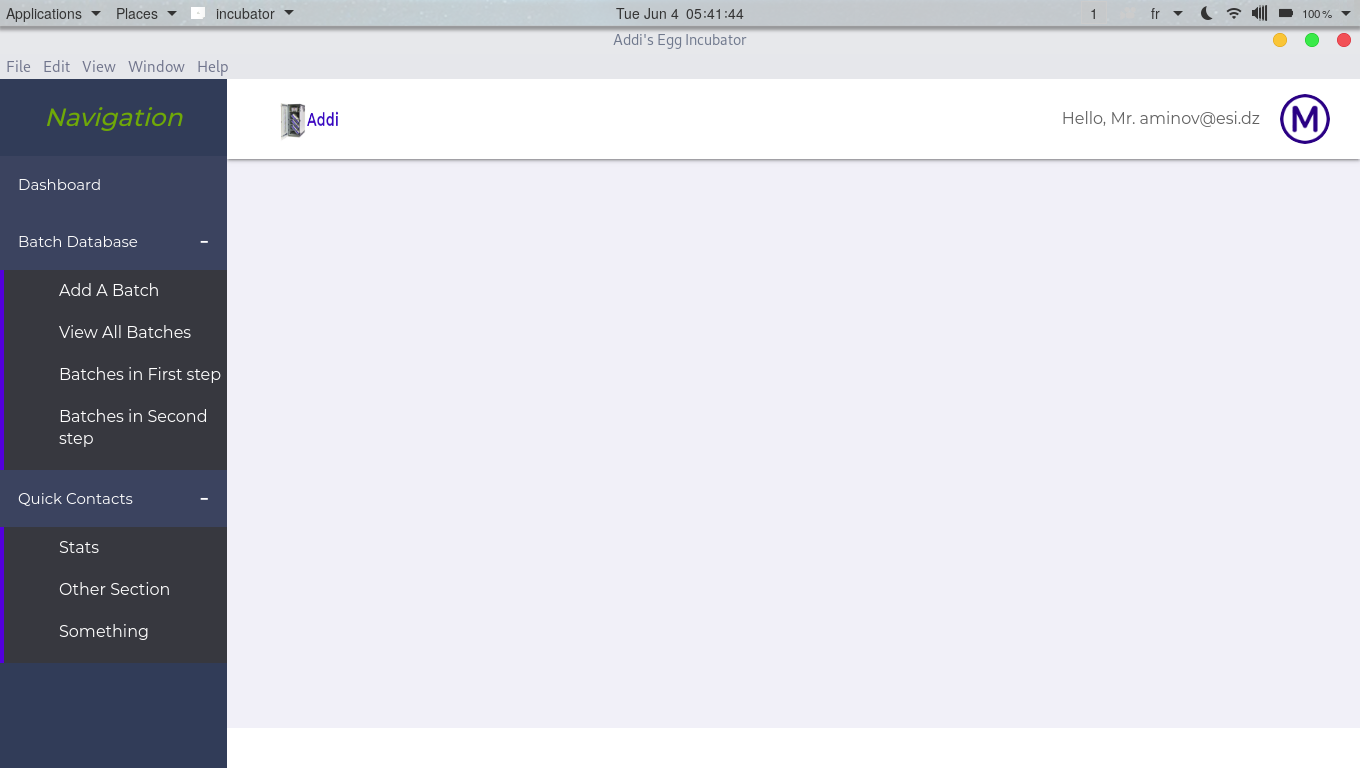 Applications Places incubator Tue Jun 4 05:41:44 1 fr 100 %
Addi's Egg Incubator
File Edit View Window Help
Navigation
Addi
Hello, Mr. aminov@esi.dz
M
Dashboard
Batch Database -
Add A Batch
View All Batches
Batches in First step
Batches in Second
step
Quick Contacts -
Stats
Other Section
Something